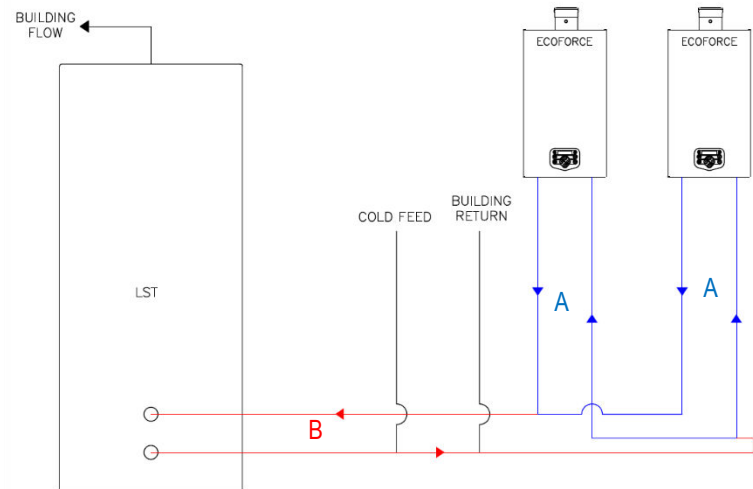 BUILDING
FLOW
ECOFORCE
ECOFORCE
COLD FEED
BUILDING
RETURN
LST
A
A
B